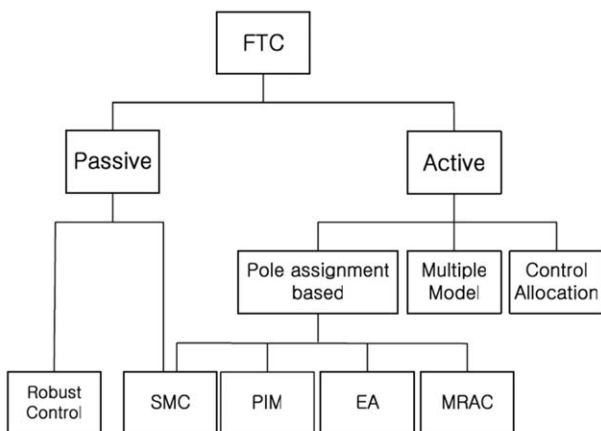 FTC
Passive
Active
Pole assignment
based
Multiple
Model
Control
Allocation
Robust
Control
SMC
PIM
EA
MRAC